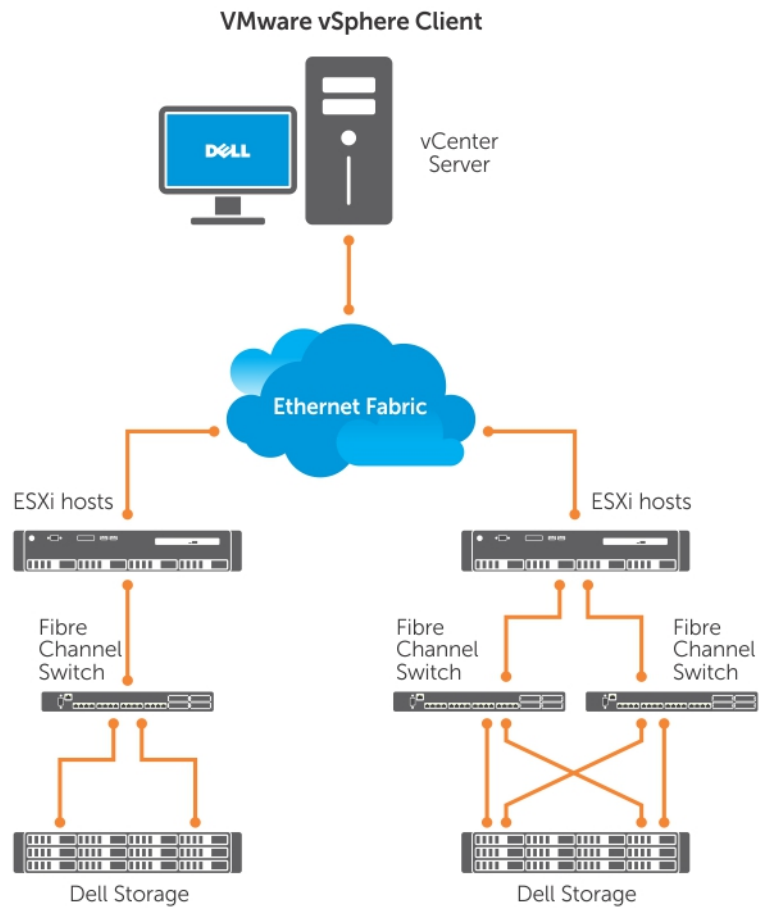 VMware vSphere Client
DELL
vCenter
Server
Ethernet Fabric
ESXi hosts
ESXi hosts
Fibre
Channel
Switch
Fibre
Channel
Switch
Fibre
Channel
Switch
Dell Storage
Dell Storage